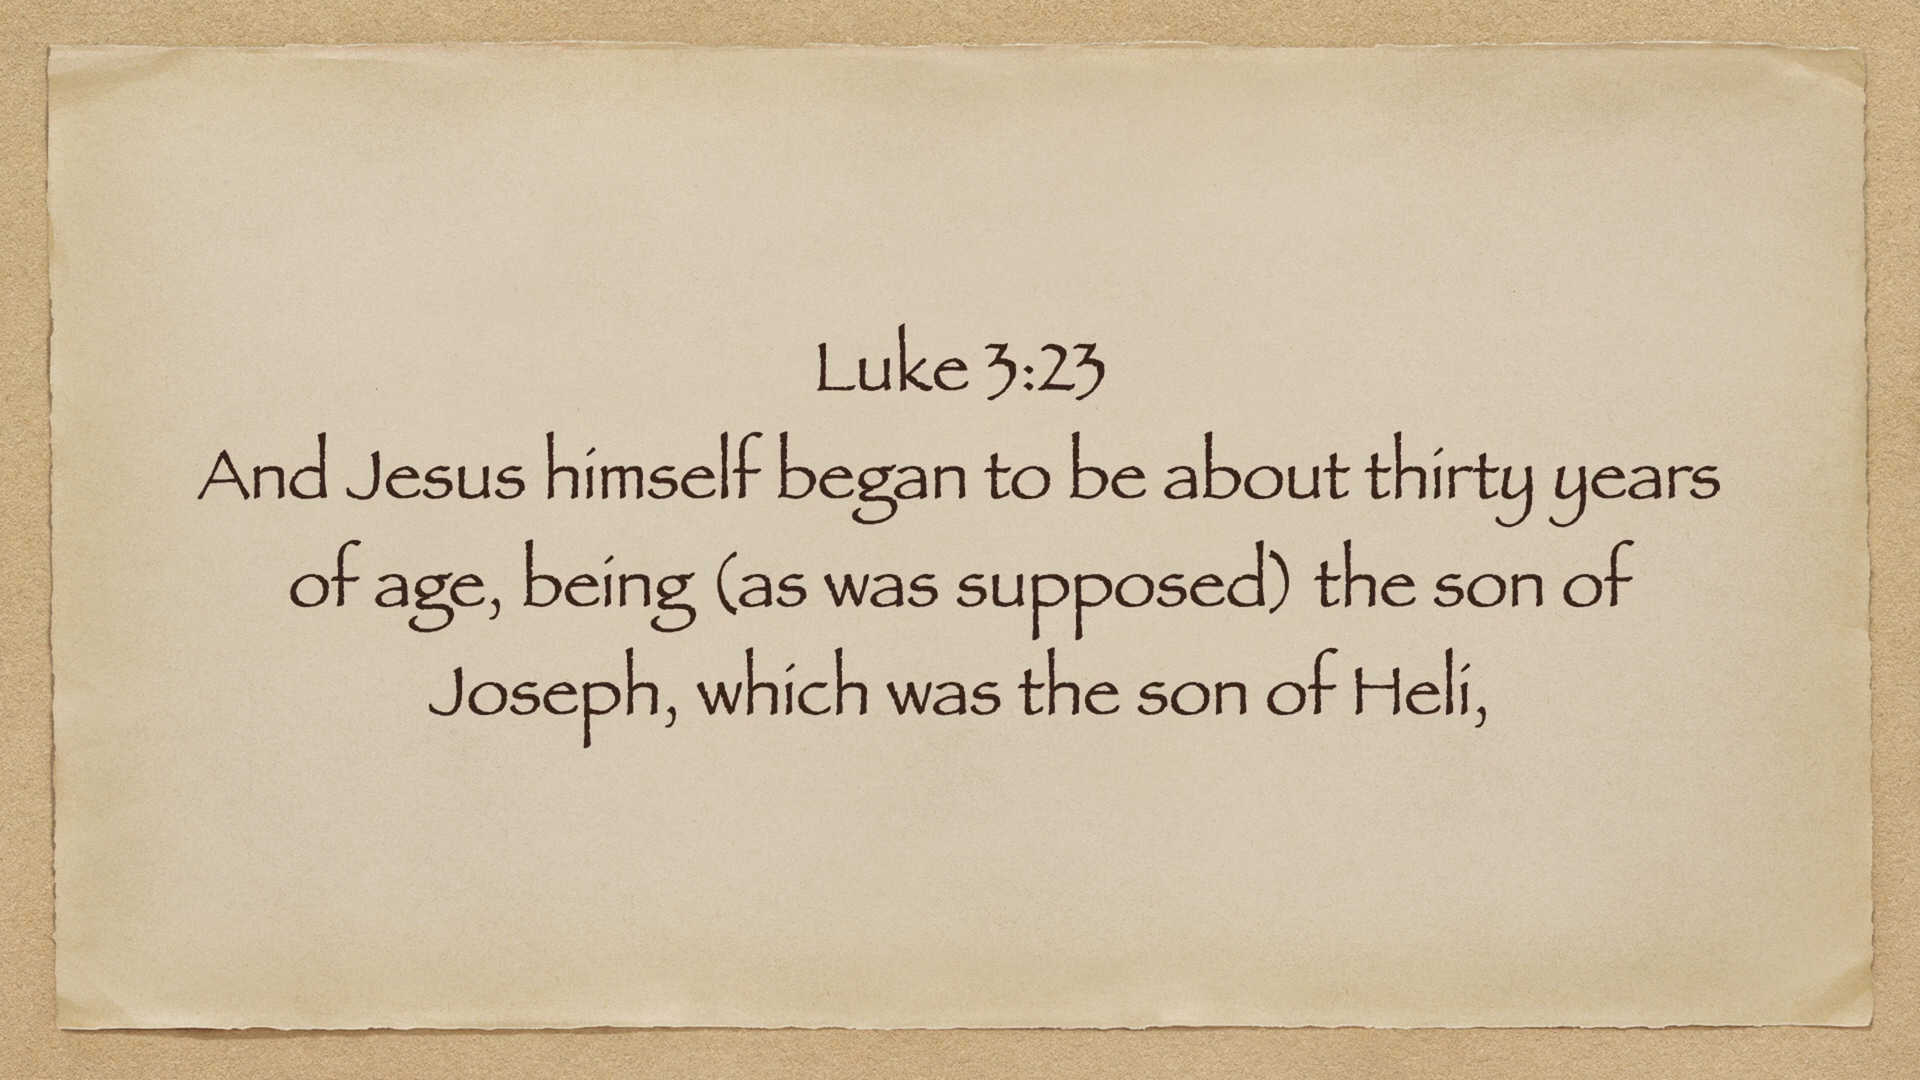 Luke 3:23
And Jesus himself began to be about thirty years
of age, being (as was supposed) the son of
Joseph, which was the son of Heli,